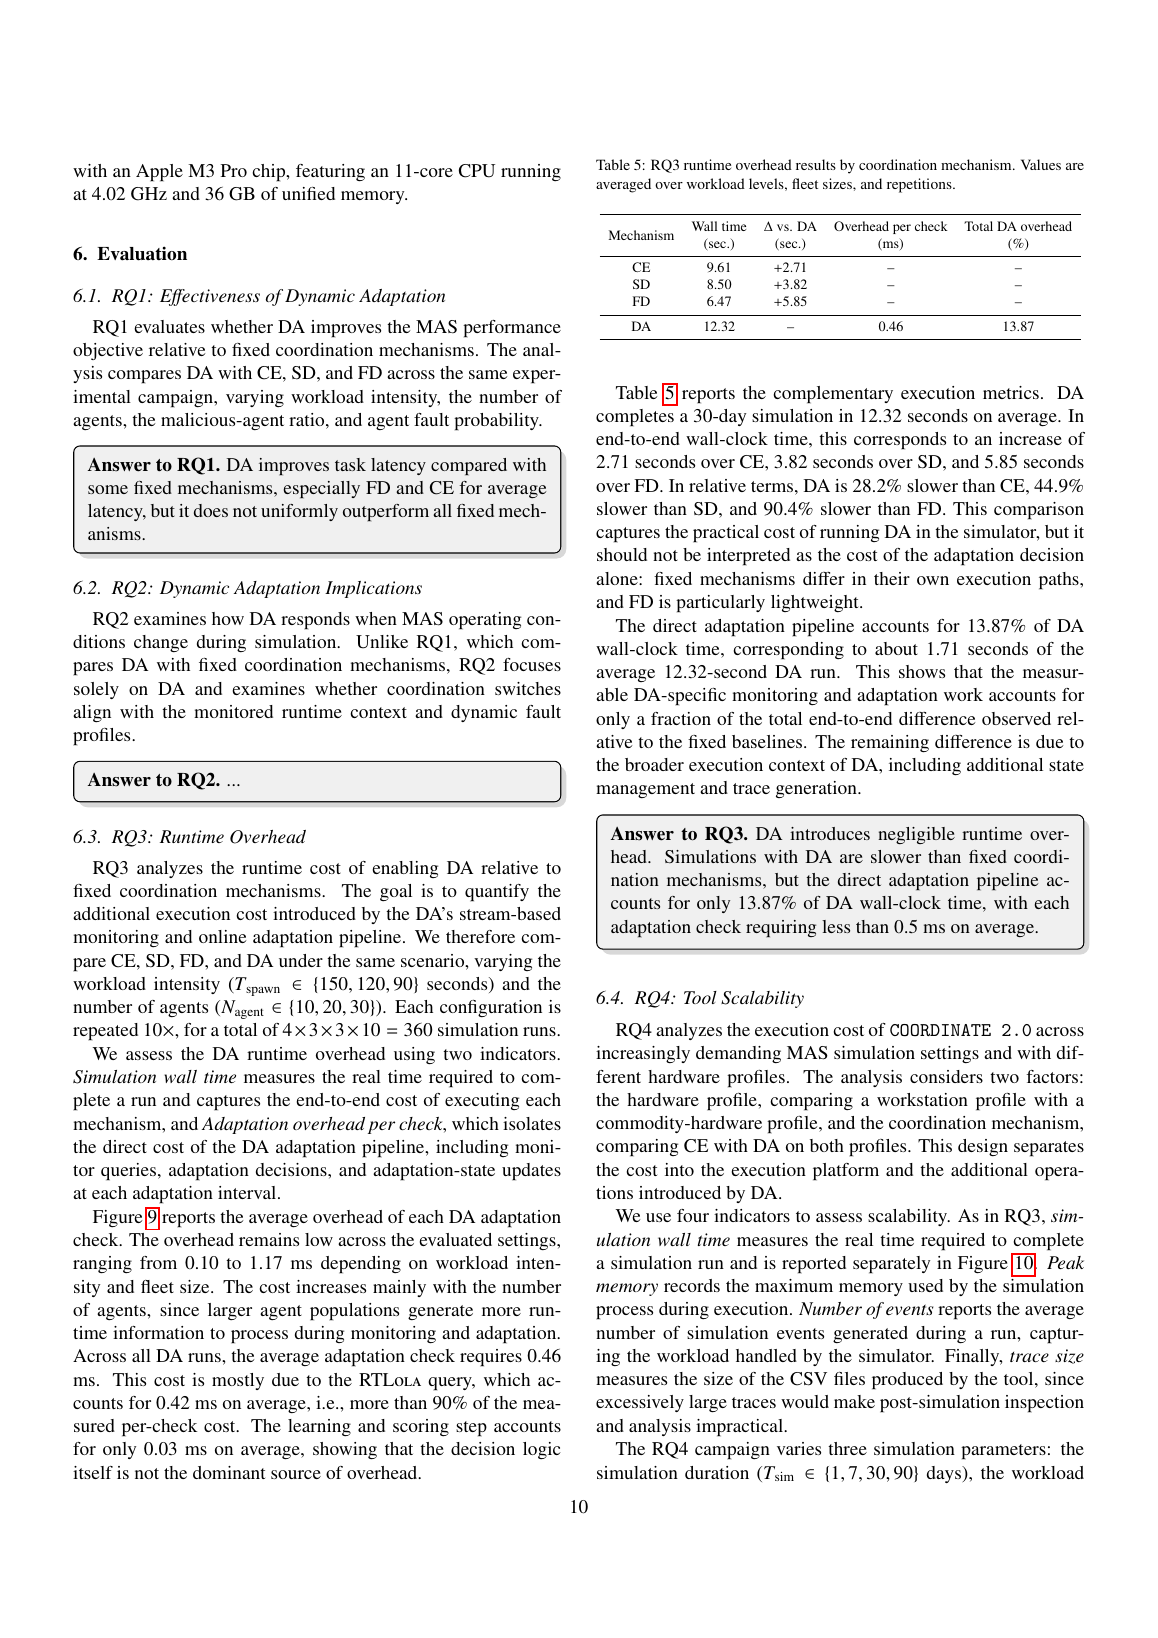 with an Apple M3 Pro chip, featuring an 11-core CPU running
at 4.02 GHz and 36 GB of unified memory.
6. Evaluation
6.1. RQ1: Effectiveness of Dynamic Adaptation
RQ1 evaluates whether DA improves the MAS performance
objective relative to fixed coordination mechanisms. The anal-
ysis compares DA with CE, SD, and FD across the same exper-
imental campaign, varying workload intensity, the number of
agents, the malicious-agent ratio, and agent fault probability.
Answer to RQ1. DA improves task latency compared with
some fixed mechanisms, especially FD and CE for average
latency, but it does not uniformly outperform all fixed mech-
anisms.
6.2. RQ2: Dynamic Adaptation Implications
RQ2 examines how DA responds when MAS operating con-
ditions change during simulation. Unlike RQ1, which com-
pares DA with fixed coordination mechanisms, RQ2 focuses
solely on DA and examines whether coordination switches
align with the monitored runtime context and dynamic fault
profiles.
Answer to RQ2. ...
6.3. RQ3: Runtime Overhead
RQ3 analyzes the runtime cost of enabling DA relative to
fixed coordination mechanisms. The goal is to quantify the
additional execution cost introduced by the DA's stream-based
monitoring and online adaptation pipeline. We therefore com-
pare CE, SD, FD, and DA under the same scenario, varying the
workload intensity (Tspawn ∈ {150, 120, 90} seconds) and the
number of agents (Nagent ∈ {10, 20, 30}). Each configuration is
repeated 10×, for a total of 4×3×3×10 = 360 simulation runs.
We assess the DA runtime overhead using two indicators.
Simulation wall time measures the real time required to com-
plete a run and captures the end-to-end cost of executing each
mechanism, and Adaptation overhead per check, which isolates
the direct cost of the DA adaptation pipeline, including moni-
tor queries, adaptation decisions, and adaptation-state updates
at each adaptation interval.
Figure 9 reports the average overhead of each DA adaptation
check. The overhead remains low across the evaluated settings,
ranging from 0.10 to 1.17 ms depending on workload inten-
sity and fleet size. The cost increases mainly with the number
of agents, since larger agent populations generate more run-
time information to process during monitoring and adaptation.
Across all DA runs, the average adaptation check requires 0.46
ms. This cost is mostly due to the RTLola query, which ac-
counts for 0.42 ms on average, i.e., more than 90% of the mea-
sured per-check cost. The learning and scoring step accounts
for only 0.03 ms on average, showing that the decision logic
itself is not the dominant source of overhead.
Table 5: RQ3 runtime overhead results by coordination mechanism. Values are
averaged over workload levels, fleet sizes, and repetitions.
Mechanism Wall time (sec.) Δ vs. DA (sec.) Overhead per check (ms) Total DA overhead (%)
CE 9.61 +2.71 – –
SD 8.50 +3.82 – –
FD 6.47 +5.85 – –
DA 12.32 – 0.46 13.87
Table 5 reports the complementary execution metrics. DA
completes a 30-day simulation in 12.32 seconds on average. In
end-to-end wall-clock time, this corresponds to an increase of
2.71 seconds over CE, 3.82 seconds over SD, and 5.85 seconds
over FD. In relative terms, DA is 28.2% slower than CE, 44.9%
slower than SD, and 90.4% slower than FD. This comparison
captures the practical cost of running DA in the simulator, but it
should not be interpreted as the cost of the adaptation decision
alone: fixed mechanisms differ in their own execution paths,
and FD is particularly lightweight.
The direct adaptation pipeline accounts for 13.87% of DA
wall-clock time, corresponding to about 1.71 seconds of the
average 12.32-second DA run. This shows that the measur-
able DA-specific monitoring and adaptation work accounts for
only a fraction of the total end-to-end difference observed rel-
ative to the fixed baselines. The remaining difference is due to
the broader execution context of DA, including additional state
management and trace generation.
Answer to RQ3. DA introduces negligible runtime over-
head. Simulations with DA are slower than fixed coordi-
nation mechanisms, but the direct adaptation pipeline ac-
counts for only 13.87% of DA wall-clock time, with each
adaptation check requiring less than 0.5 ms on average.
6.4. RQ4: Tool Scalability
RQ4 analyzes the execution cost of COORDINATE 2.0 across
increasingly demanding MAS simulation settings and with dif-
ferent hardware profiles. The analysis considers two factors:
the hardware profile, comparing a workstation profile with a
commodity-hardware profile, and the coordination mechanism,
comparing CE with DA on both profiles. This design separates
the cost into the execution platform and the additional opera-
tions introduced by DA.
We use four indicators to assess scalability. As in RQ3, sim-
ulation wall time measures the real time required to complete
a simulation run and is reported separately in Figure 10. Peak
memory records the maximum memory used by the simulation
process during execution. Number of events reports the average
number of simulation events generated during a run, captur-
ing the workload handled by the simulator. Finally, trace size
measures the size of the CSV files produced by the tool, since
excessively large traces would make post-simulation inspection
and analysis impractical.
The RQ4 campaign varies three simulation parameters: the
simulation duration (Tsim ∈ {1, 7, 30, 90} days), the workload
10